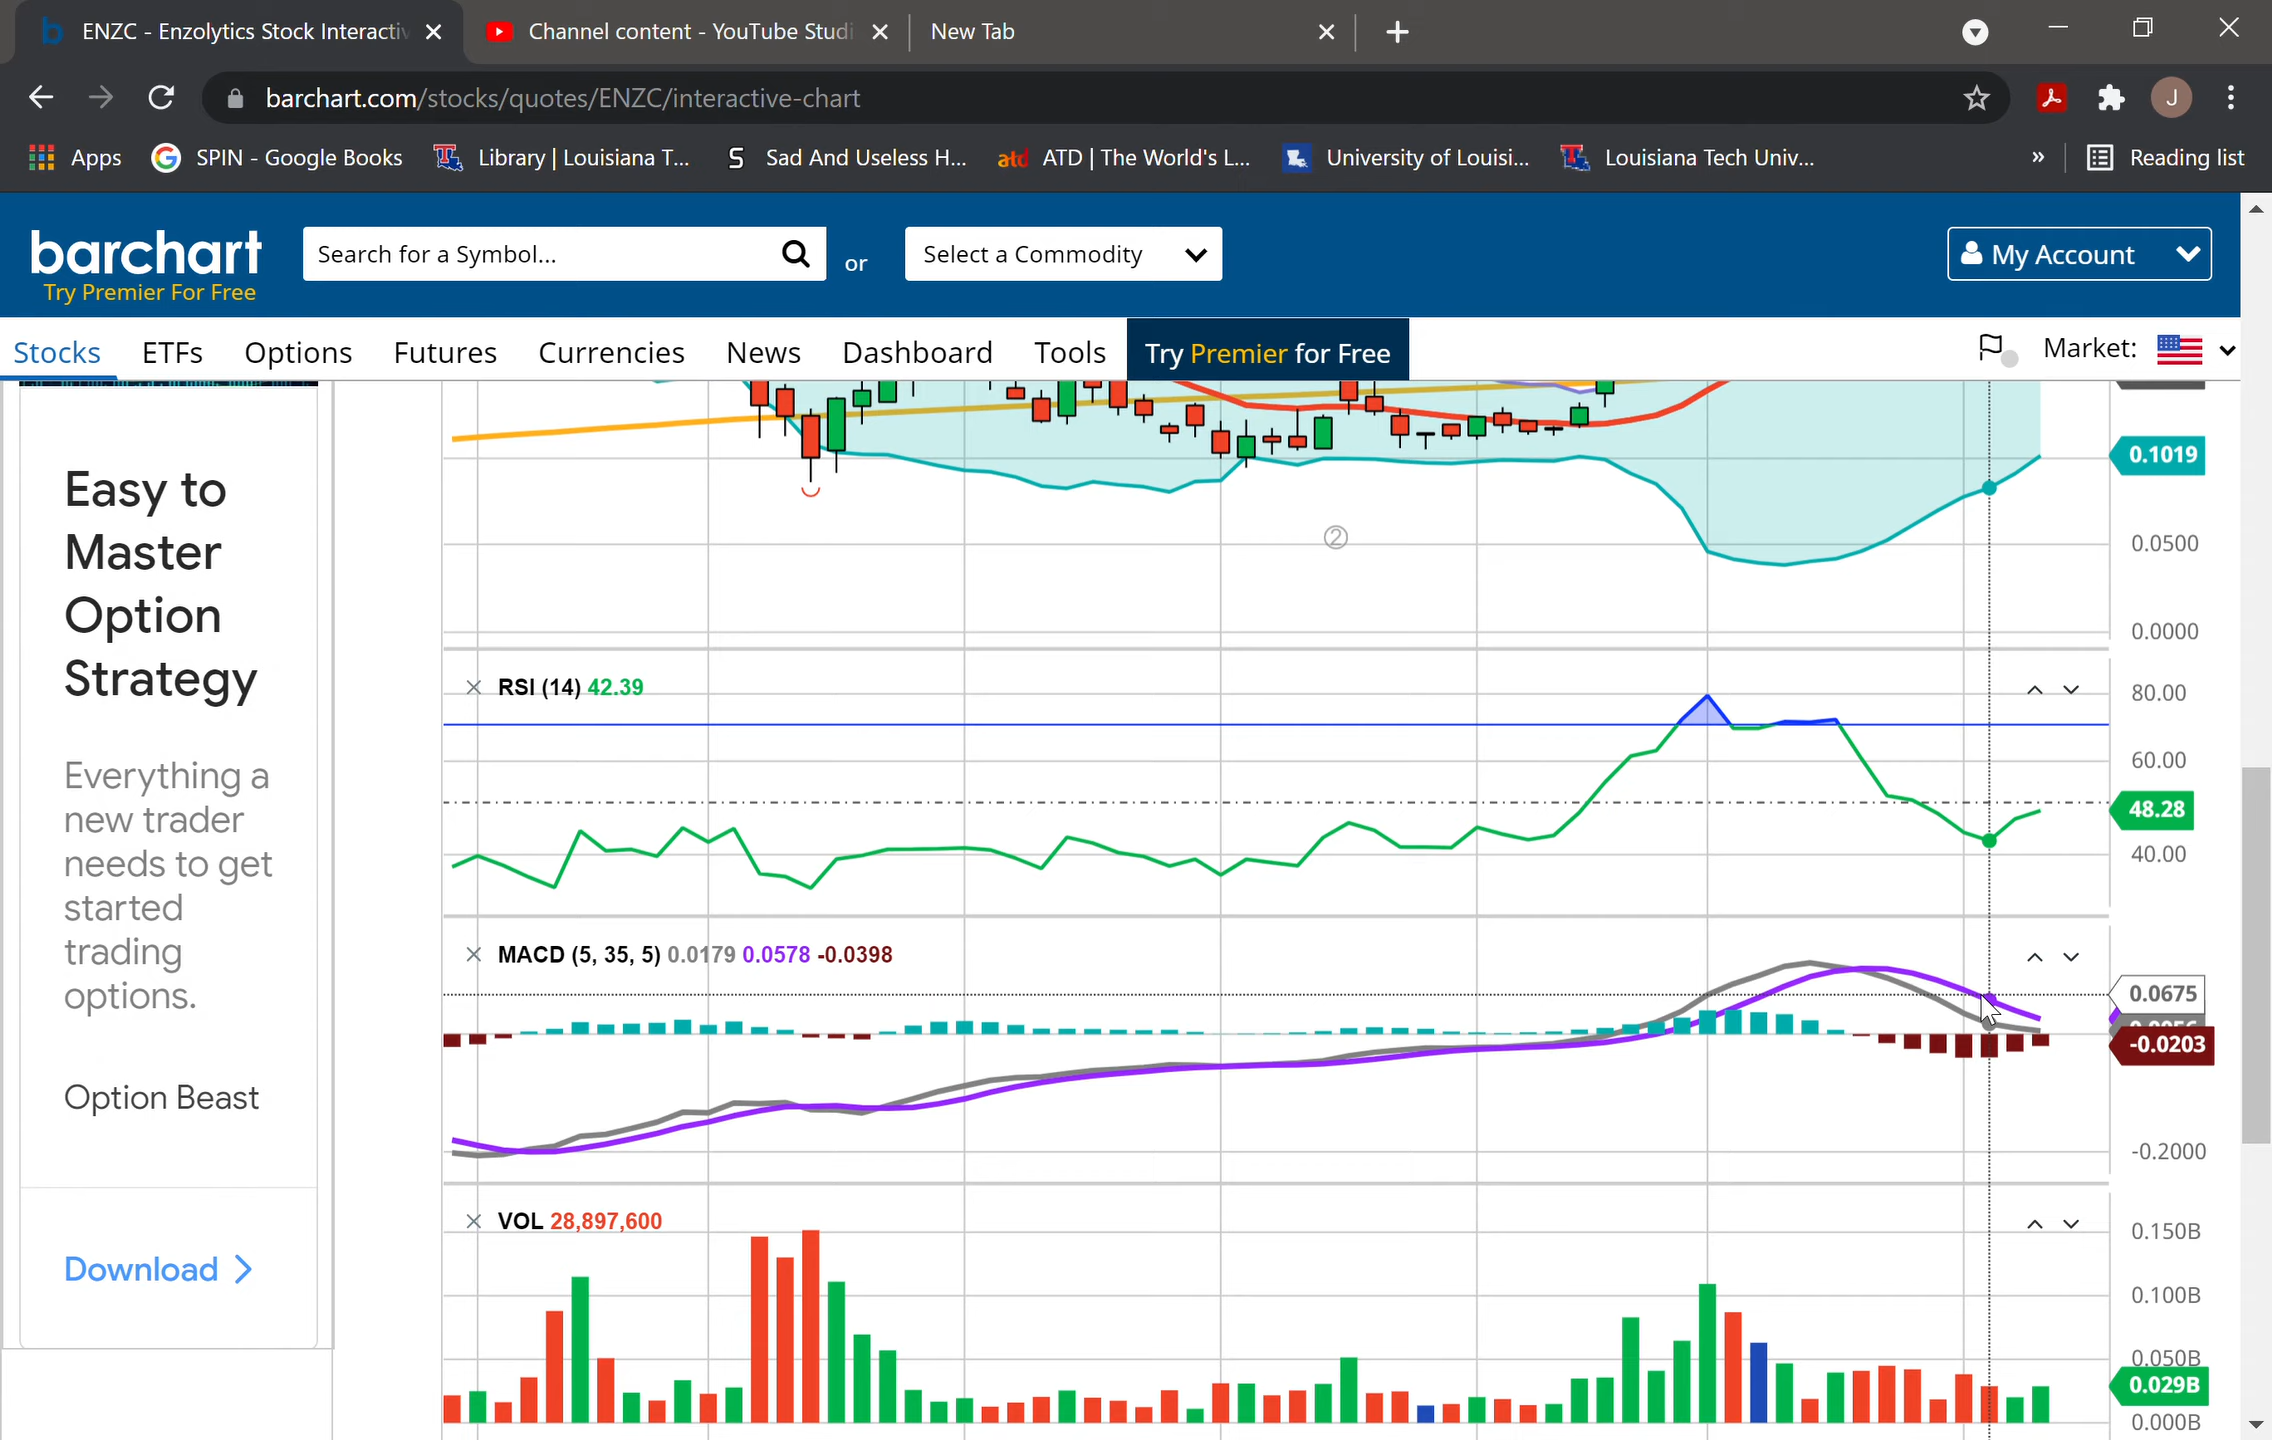 ENZC - Enzolytics Stock Interactiv
Channel content - YouTube Studi
New Tab
barchart.com/stocks/quotes/ENZC/interactive-chart
J
Apps
SPIN - Google Books
Library | Louisiana T...
Sad And Useless H...
atd ATD | The World's L...
University of Louisi...
Louisiana Tech Univ...
»
Reading list
barchart
Try Premier For Free
Search for a Symbol...
or
Select a Commodity
My Account
Stocks
ETFs
Options
Futures
Currencies
News
Dashboard
Tools
Try Premier for Free
Market:
Easy to
Master
Option
Strategy
Everything a
new trader
needs to get
started
trading
options.
Option Beast
Download
0.1019
②
0.0500
0.0000
RSI (14) 42.39
80.00
60.00
48.28
40.00
MACD (5, 35, 5) 0.0179 0.0578 -0.0398
0.0675
-0.0203
-0.2000
VOL 28,897,600
0.150B
0.100B
0.050B
0.029B
0.000B